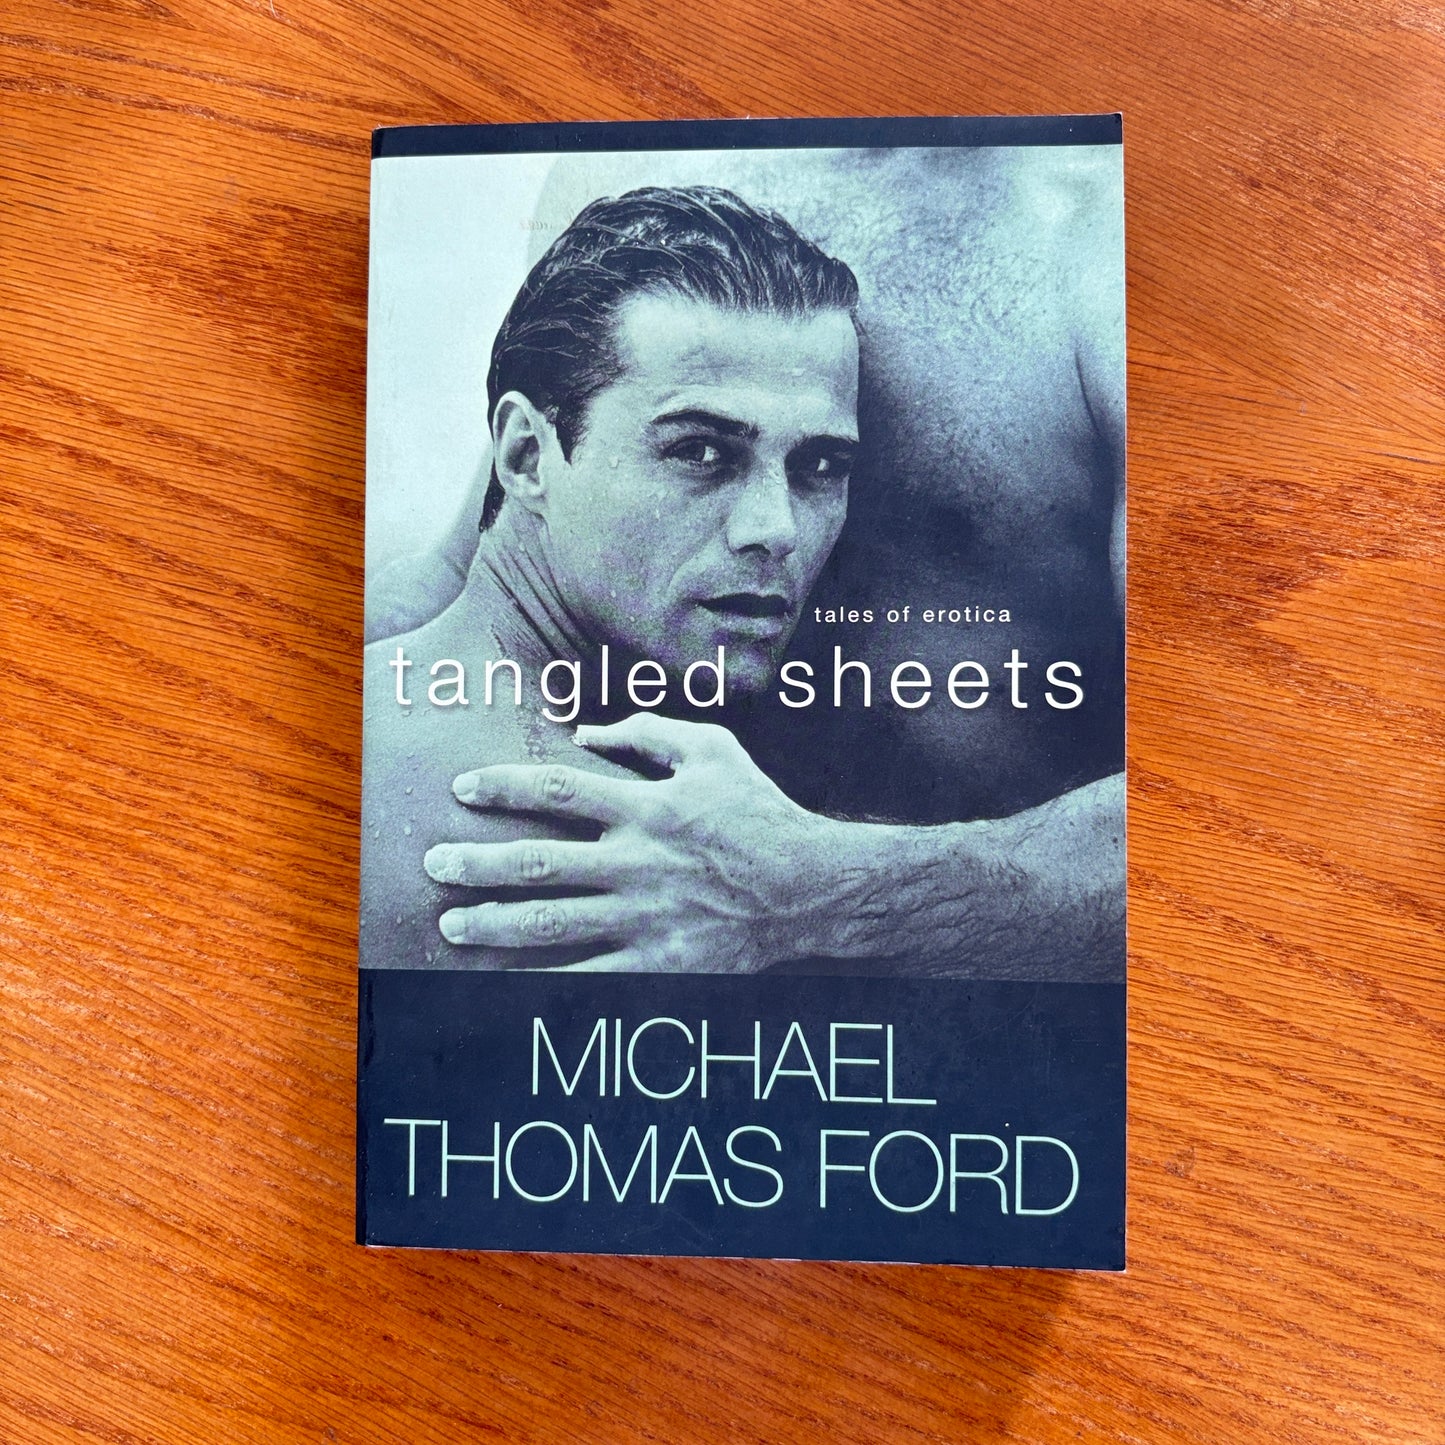 tales of erotica
tangled sheets
MICHAEL
THOMAS FORD